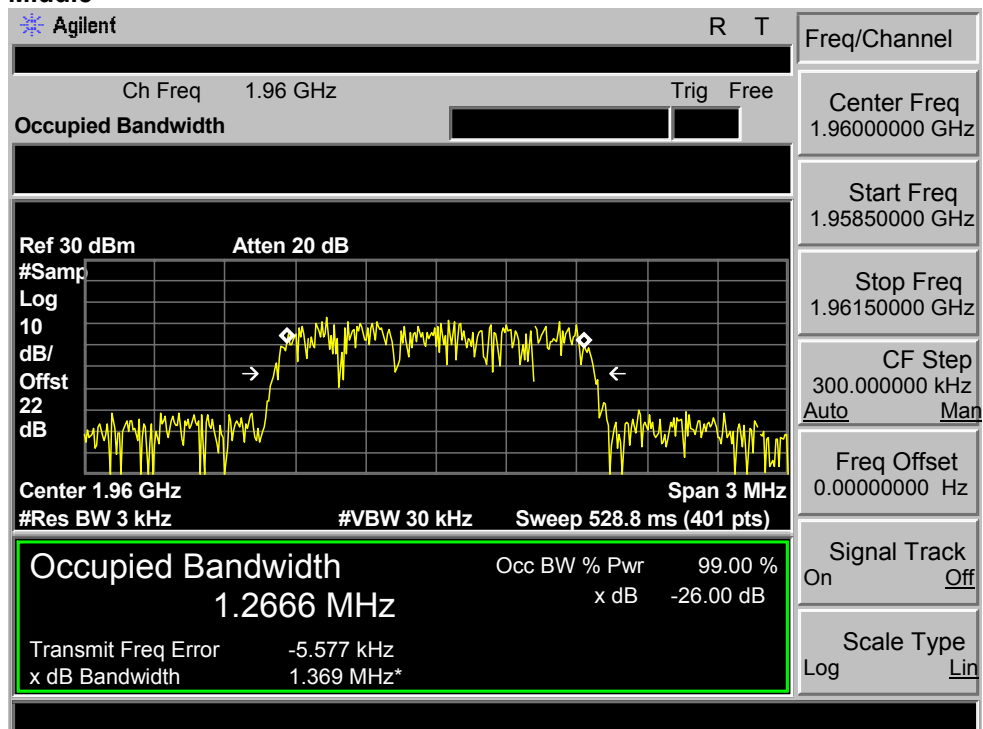 Agilent
R T
Ch Freq 1.96 GHz
Trig Free
Occupied Bandwidth
Ref 30 dBm
Atten 20 dB
#Samp
Log
10
dB/
Offst
22
dB
Center 1.96 GHz
Span 3 MHz
#Res BW 3 kHz
#VBW 30 kHz
Sweep 528.8 ms (401 pts)
Occupied Bandwidth
1.2666 MHz
Occ BW % Pwr 99.00 %
x dB -26.00 dB
Transmit Freq Error -5.577 kHz
x dB Bandwidth 1.369 MHz*
Freq/Channel
Center Freq
1.96000000 GHz
Start Freq
1.95850000 GHz
Stop Freq
1.96150000 GHz
CF Step
300.000000 kHz
Auto Man
Freq Offset
0.00000000 Hz
Signal Track
On Off
Scale Type
Log Lin